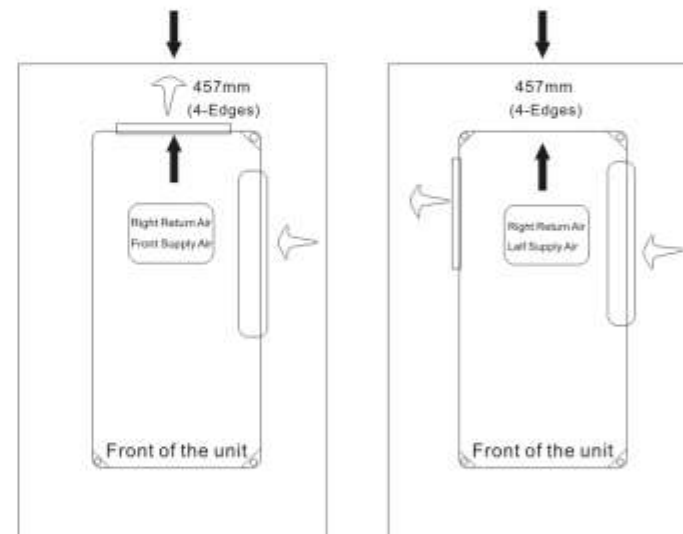 457mm
(4-Edges)
Right Return Air
Front Supply Air
Front of the unit
457mm
(4-Edges)
Right Return Air
Lelf Supply Air
Front of the unit